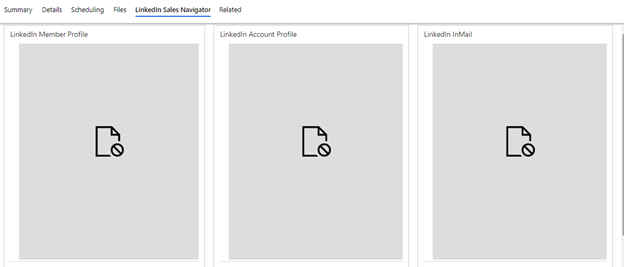 Summary Details Scheduling Files LinkedIn Sales Navigator Related
LinkedIn Member Profile LinkedIn Account Profile LinkedIn InMail